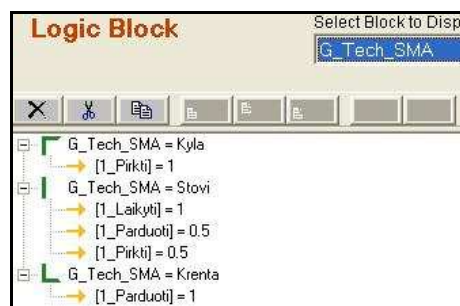 Logic Block
Select Block to Disp
G_Tech_SMA
G_Tech_SMA = Kyla
[1_Pirkti] = 1
G_Tech_SMA = Stovi
[1_Laikyti] = 1
[1_Parduoti] = 0.5
[1_Pirkti] = 0.5
G_Tech_SMA = Krenta
[1_Parduoti] = 1